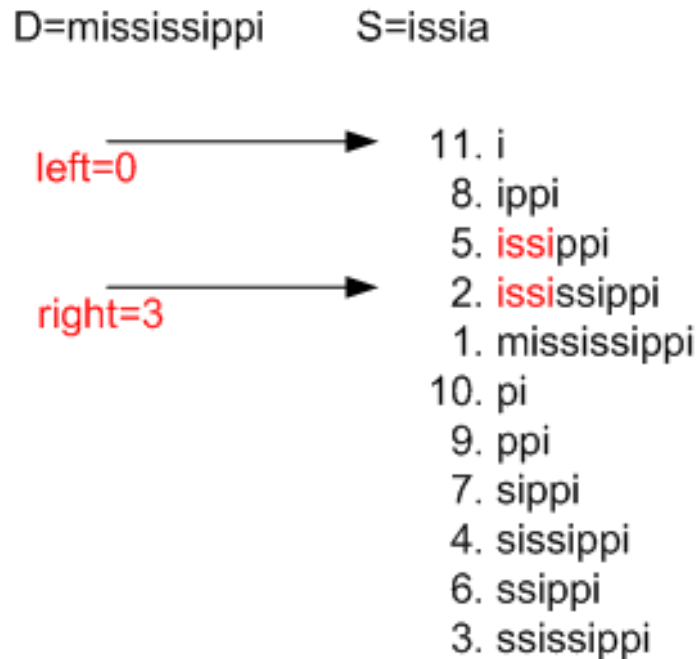 D=mississippi S=issia
left=0
11. i
8. ippi
5. issippi
right=3
2. ississippi
1. mississippi
10. pi
9. ppi
7. sippi
4. sissippi
6. ssippi
3. ssissippi